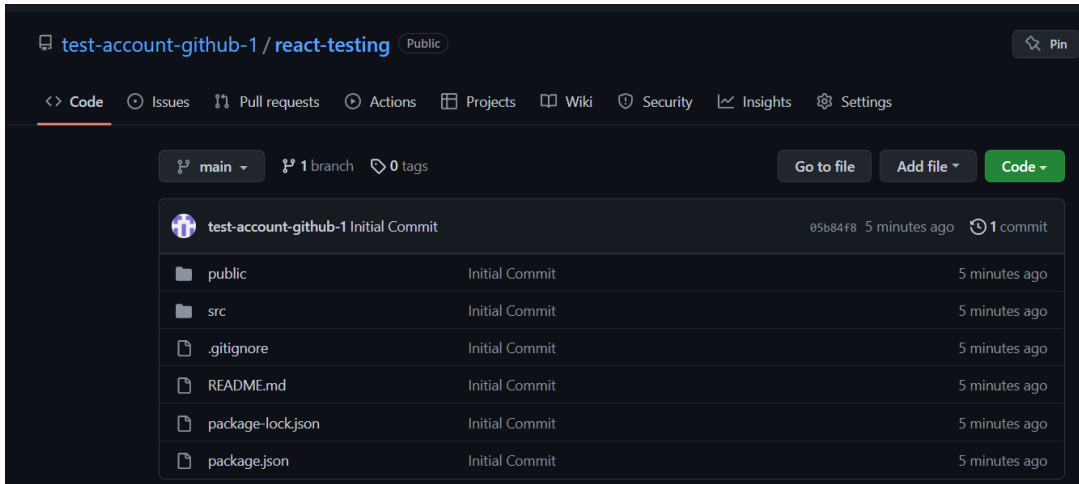 test-account-github-1 / react-testing Public Pin
Code Issues Pull requests Actions Projects Wiki Security Insights Settings
main 1 branch 0 tags Go to file Add file Code
test-account-github-1 Initial Commit 05b84f8 5 minutes ago 1 commit
public Initial Commit 5 minutes ago
src Initial Commit 5 minutes ago
.gitignore Initial Commit 5 minutes ago
README.md Initial Commit 5 minutes ago
package-lock.json Initial Commit 5 minutes ago
package.json Initial Commit 5 minutes ago